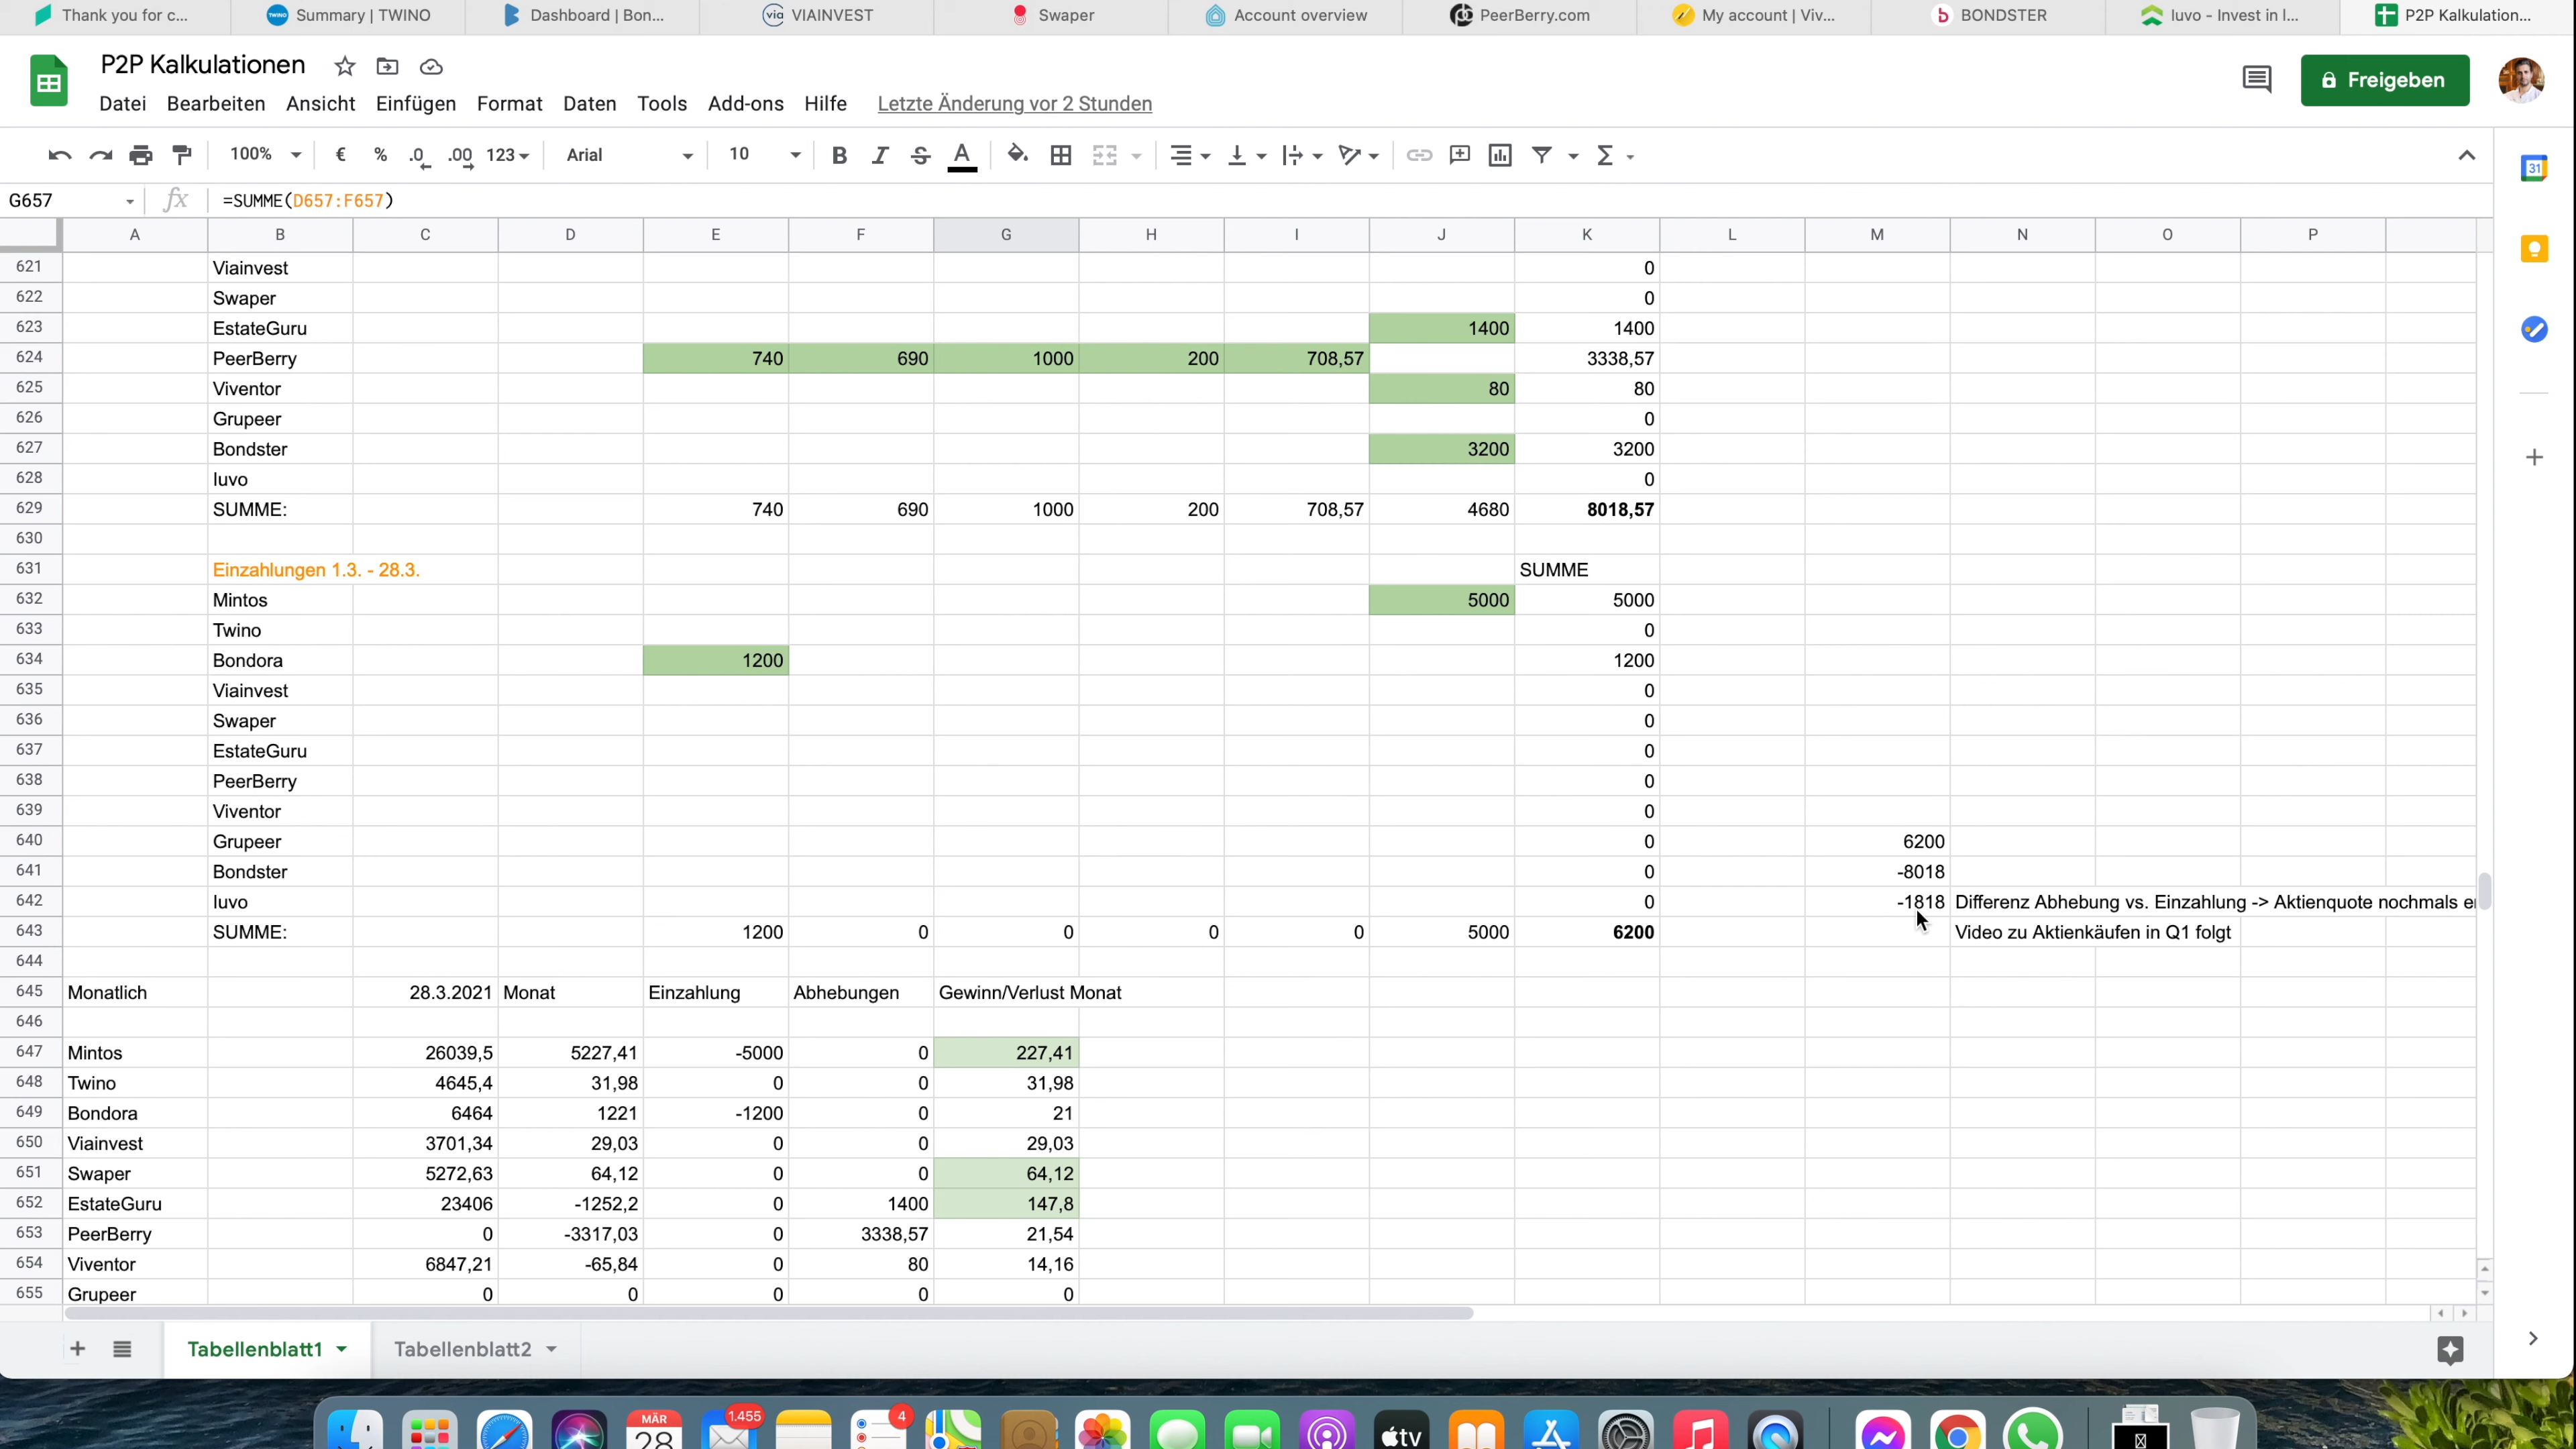 Thank you for c...
Summary | TWINO
Dashboard | Bon...
VIAINVEST
Swaper
Account overview
PeerBerry.com
My account | Viv...
BONDSTER
Iuvo - Invest in l...
P2P Kalkulation...
P2P Kalkulationen
Datei Bearbeiten Ansicht Einfügen Format Daten Tools Add-ons Hilfe Letzte Änderung vor 2 Stunden
Freigeben
100% € % .0 .00 123 Arial 10 B I S A
31
G657 fx =SUMME(D657:F657)
A B C D E F G H I J K L M N O P
621 Viainvest 0
622 Swaper 0
623 EstateGuru 1400 1400
624 PeerBerry 740 690 1000 200 708,57 3338,57
625 Viventor 80 80
626 Grupeer 0
627 Bondster 3200 3200
628 Iuvo 0
629 SUMME: 740 690 1000 200 708,57 4680 8018,57
630
631 Einzahlungen 1.3. - 28.3. SUMME
632 Mintos 5000 5000
633 Twino 0
634 Bondora 1200 1200
635 Viainvest 0
636 Swaper 0
637 EstateGuru 0
638 PeerBerry 0
639 Viventor 0
640 Grupeer 0 6200
641 Bondster 0 -8018
642 Iuvo 0 -1818 Differenz Abhebung vs. Einzahlung -> Aktienquote nochmals
643 SUMME: 1200 0 0 0 0 5000 6200 Video zu Aktienkäufen in Q1 folgt
644
645 Monatlich 28.3.2021 Monat Einzahlung Abhebungen Gewinn/Verlust Monat
646
647 Mintos 26039,5 5227,41 -5000 0 227,41
648 Twino 4645,4 31,98 0 0 31,98
649 Bondora 6464 1221 -1200 0 21
650 Viainvest 3701,34 29,03 0 0 29,03
651 Swaper 5272,63 64,12 0 0 64,12
652 EstateGuru 23406 -1252,2 0 1400 147,8
653 PeerBerry 0 -3317,03 0 3338,57 21,54
654 Viventor 6847,21 -65,84 0 80 14,16
655 Grupeer 0 0 0 0 0
Tabellenblatt1 Tabellenblatt2
MÄR
28
1.455
4
tv